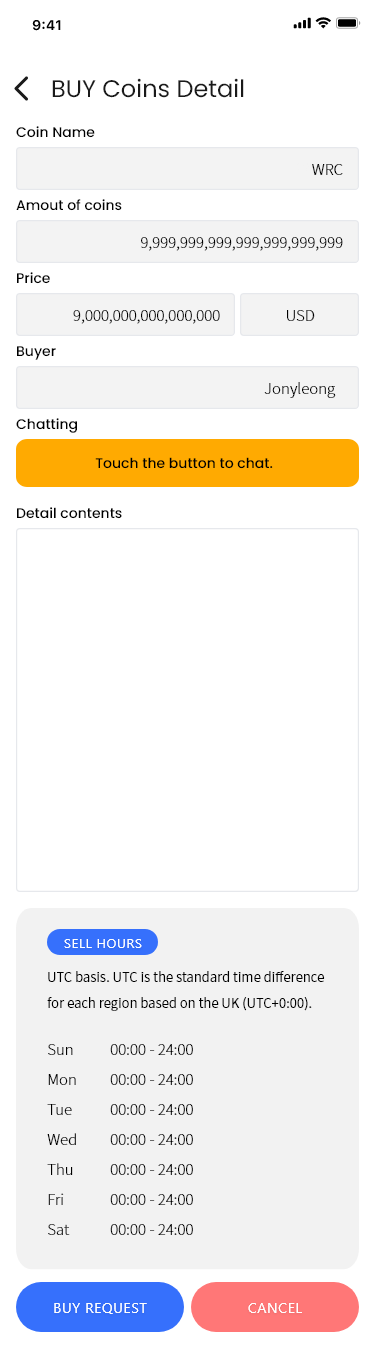 9:41
BUY Coins Detail
Coin Name
WRC
Amout of coins
9,999,999,999,999,999,999,999
Price
9,000,000,000,000,000 USD
Buyer
Jonyleong
Chatting
Touch the button to chat.
Detail contents
SELL HOURS
UTC basis. UTC is the standard time difference
for each region based on the UK (UTC+0:00).
Sun 00:00 - 24:00
Mon 00:00 - 24:00
Tue 00:00 - 24:00
Wed 00:00 - 24:00
Thu 00:00 - 24:00
Fri 00:00 - 24:00
Sat 00:00 - 24:00
BUY REQUEST CANCEL